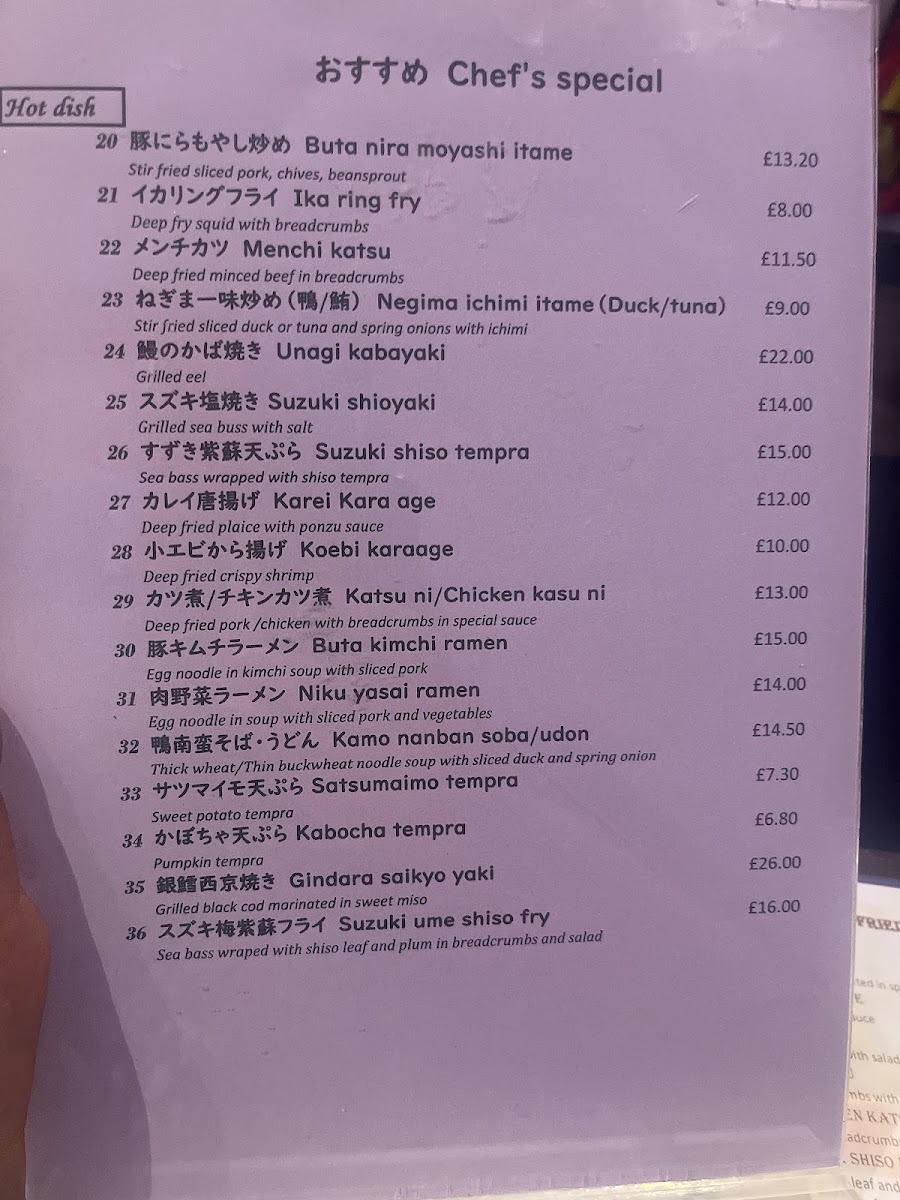 おすすめ Chef's special
Hot dish
20 豚にらもやし炒め Buta nira moyashi itame £13.20
Stir fried sliced pork, chives, beansprout
21 イカリングフライ Ika ring fry £8.00
Deep fry squid with breadcrumbs
22 メンチカツ Menchi katsu £11.50
Deep fried minced beef in breadcrumbs
23 ねぎま一味炒め（鴨/鮪） Negima ichimi itame（Duck/tuna） £9.00
Stir fried sliced duck or tuna and spring onions with ichimi
24 鰻のかば焼き Unagi kabayaki £22.00
Grilled eel
25 スズキ塩焼き Suzuki shioyaki £14.00
Grilled sea buss with salt
26 すずき紫蘇天ぷら Suzuki shiso tempra £15.00
Sea bass wrapped with shiso tempra
27 カレイ唐揚げ Karei Kara age £12.00
Deep fried plaice with ponzu sauce
28 小エビから揚げ Koebi karaage £10.00
Deep fried crispy shrimp
29 カツ煮/チキンカツ煮 Katsu ni/Chicken kasu ni £13.00
Deep fried pork /chicken with breadcrumbs in special sauce
30 豚キムチラーメン Buta kimchi ramen £15.00
Egg noodle in kimchi soup with sliced pork
31 肉野菜ラーメン Niku yasai ramen £14.00
Egg noodle in soup with sliced pork and vegetables
32 鴨南蛮そば・うどん Kamo nanban soba/udon £14.50
Thick wheat/Thin buckwheat noodle soup with sliced duck and spring onion
33 サツマイモ天ぷら Satsumaimo tempra £7.30
Sweet potato tempra
34 かぼちゃ天ぷら Kabocha tempra £6.80
Pumpkin tempra
35 銀鱈西京焼き Gindara saikyo yaki £26.00
Grilled black cod marinated in sweet miso
36 スズキ梅紫蘇フライ Suzuki ume shiso fry £16.00
Sea bass wraped with shiso leaf and plum in breadcrumbs and salad
with salad
SHISO
leaf and